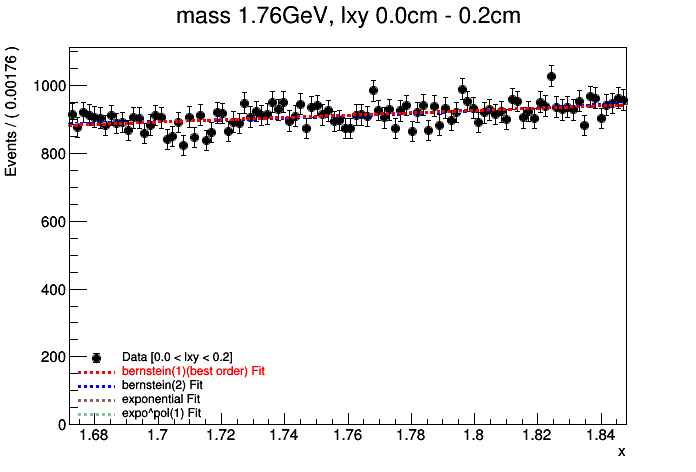 mass 1.76GeV, lxy 0.0cm - 0.2cm
Events / ( 0.00176 )
1000
800
600
400
200
0
Data [0.0 < lxy < 0.2]
bernstein(1)(best order) Fit
bernstein(2) Fit
exponential Fit
expo^pol(1) Fit
1.68 1.7 1.72 1.74 1.76 1.78 1.8 1.82 1.84
x